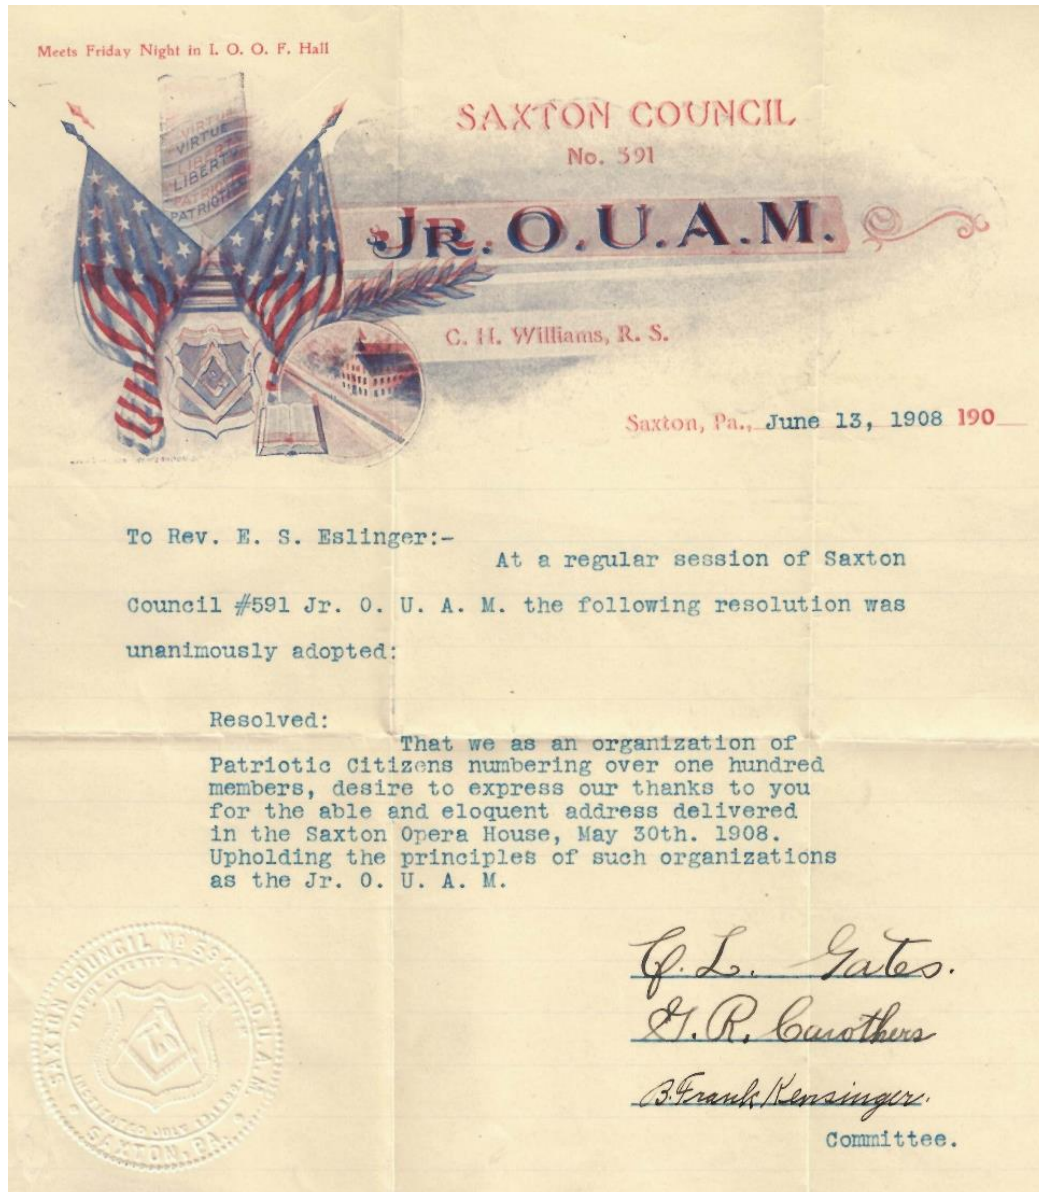 Meets Friday Night in I. O. O. F. Hall
VIRTUE
LIBERTY
PATRIOTIC
SAXTON COUNCIL
No. 591
JR. O. U. A. M.
C. H. Williams, R. S.
Saxton, Pa., June 13, 1908 190
To Rev. E. S. Eslinger:-
At a regular session of Saxton
Council #591 Jr. O. U. A. M. the following resolution was
unanimously adopted:
Resolved:
That we as an organization of
Patriotic Citizens numbering over one hundred
members, desire to express our thanks to you
for the able and eloquent address delivered
in the Saxton Opera House, May 30th. 1908.
Upholding the principles of such organizations
as the Jr. O. U. A. M.
C. L. Gates.
G. R. Carothers
B. Frank Kensinger.
Committee.
SAXTON COUNCIL No 591, JR. O. U. A. M.
SAXTON, PA.